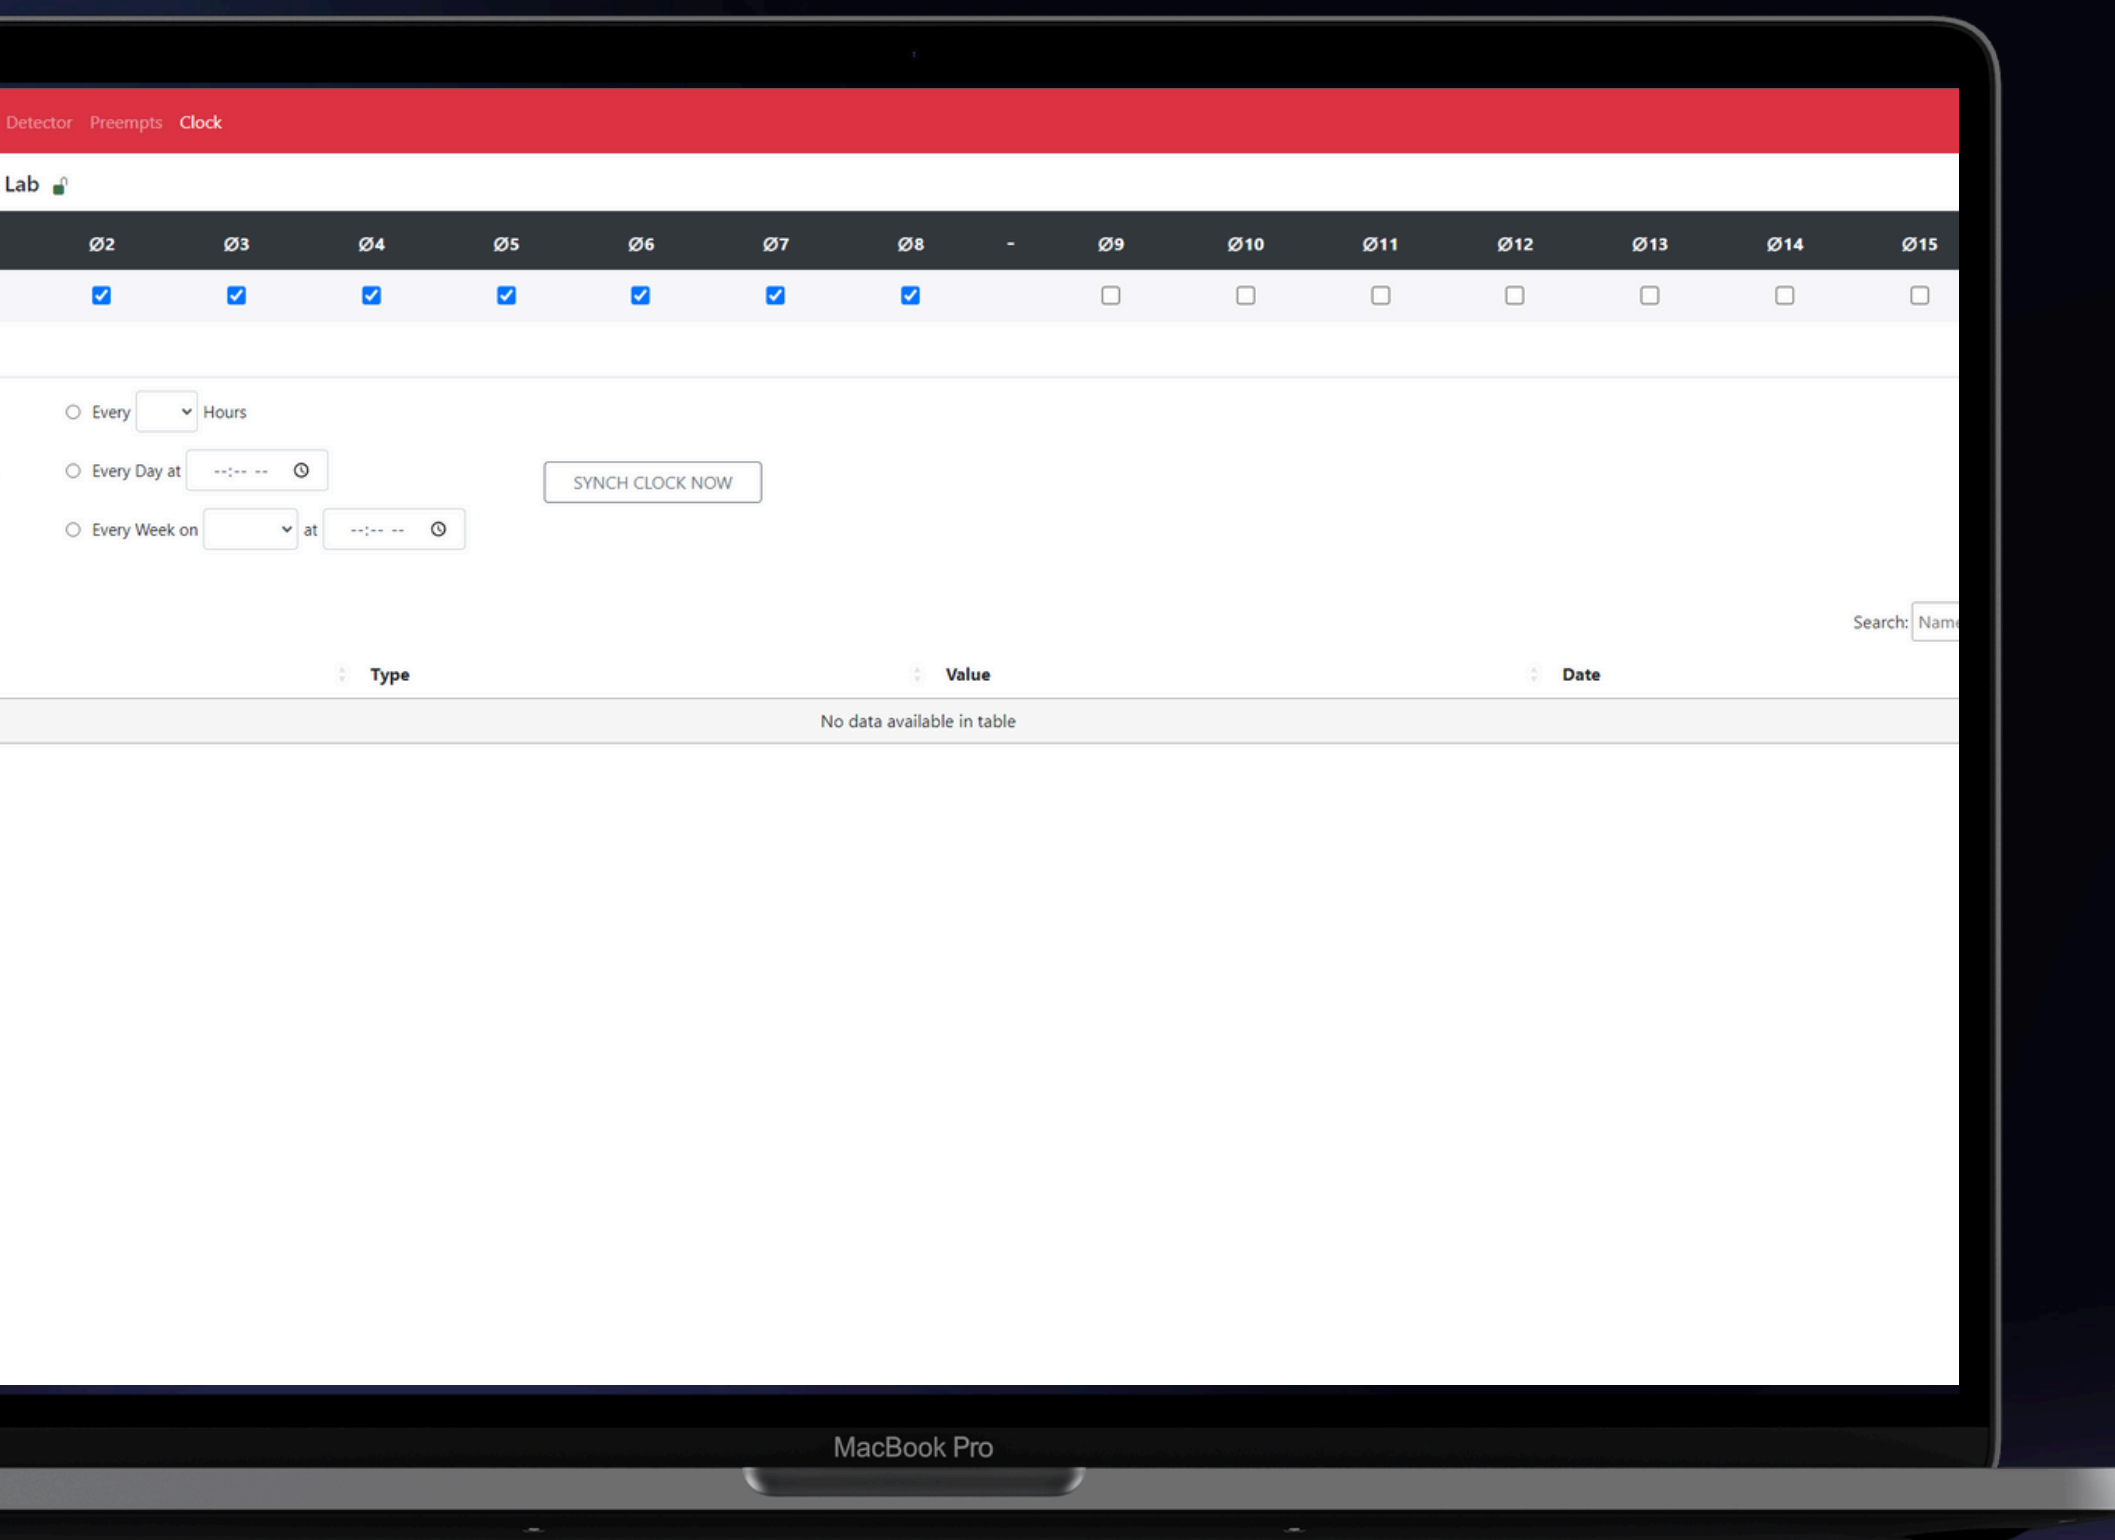 Detector Preempts Clock
Lab
Ø2 Ø3 Ø4 Ø5 Ø6 Ø7 Ø8 - Ø9 Ø10 Ø11 Ø12 Ø13 Ø14 Ø15
Every Hours
Every Day at --:-- --
SYNCH CLOCK NOW
Every Week on at --:-- --
Search: Name
Type Value Date
No data available in table
MacBook Pro